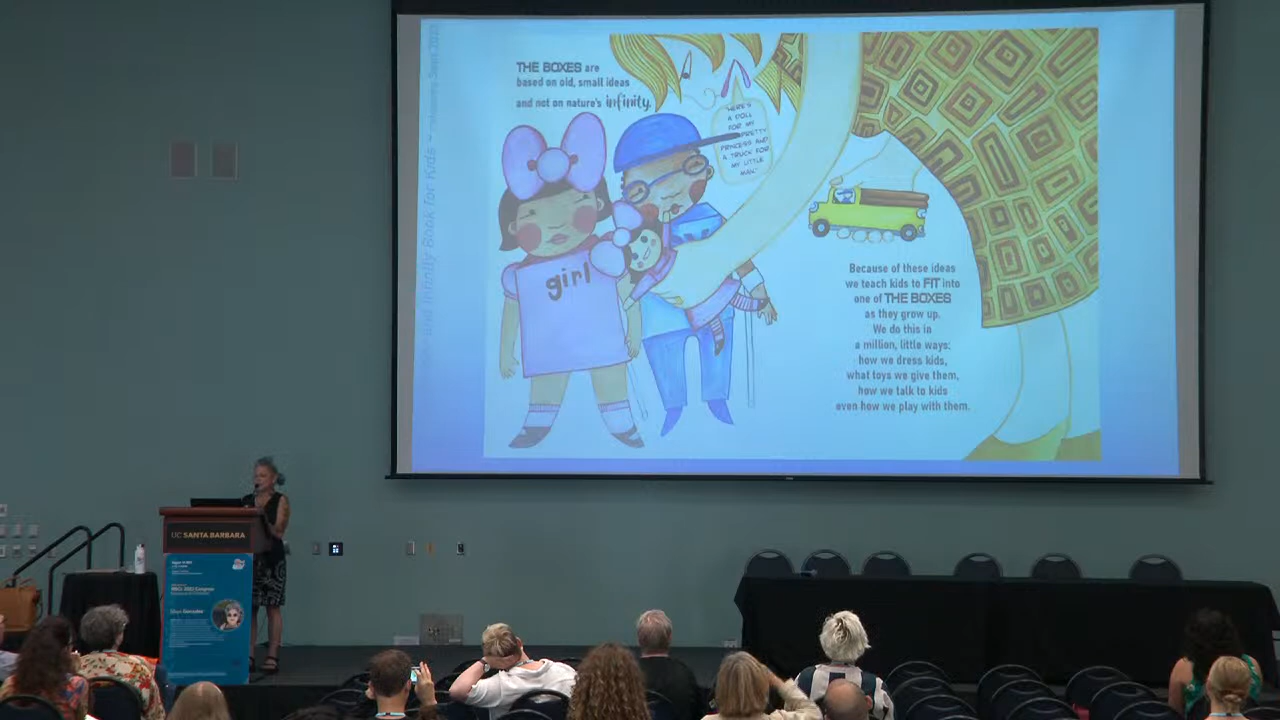 THE BOXES are
based on old, small ideas
and not on nature's infinity.
HERE'S
A DOLL
FOR MY
PRETTY
PRINCESS AND
A TRUCK FOR
MY LITTLE
MAN."
girl
Because of these ideas
we teach kids to FIT into
one of THE BOXES
as they grow up.
We do this in
a million, little ways:
how we dress kids,
what toys we give them,
how we talk to kids
even how we play with them.
Infinity Book for Kids
UC SANTA BARBARA